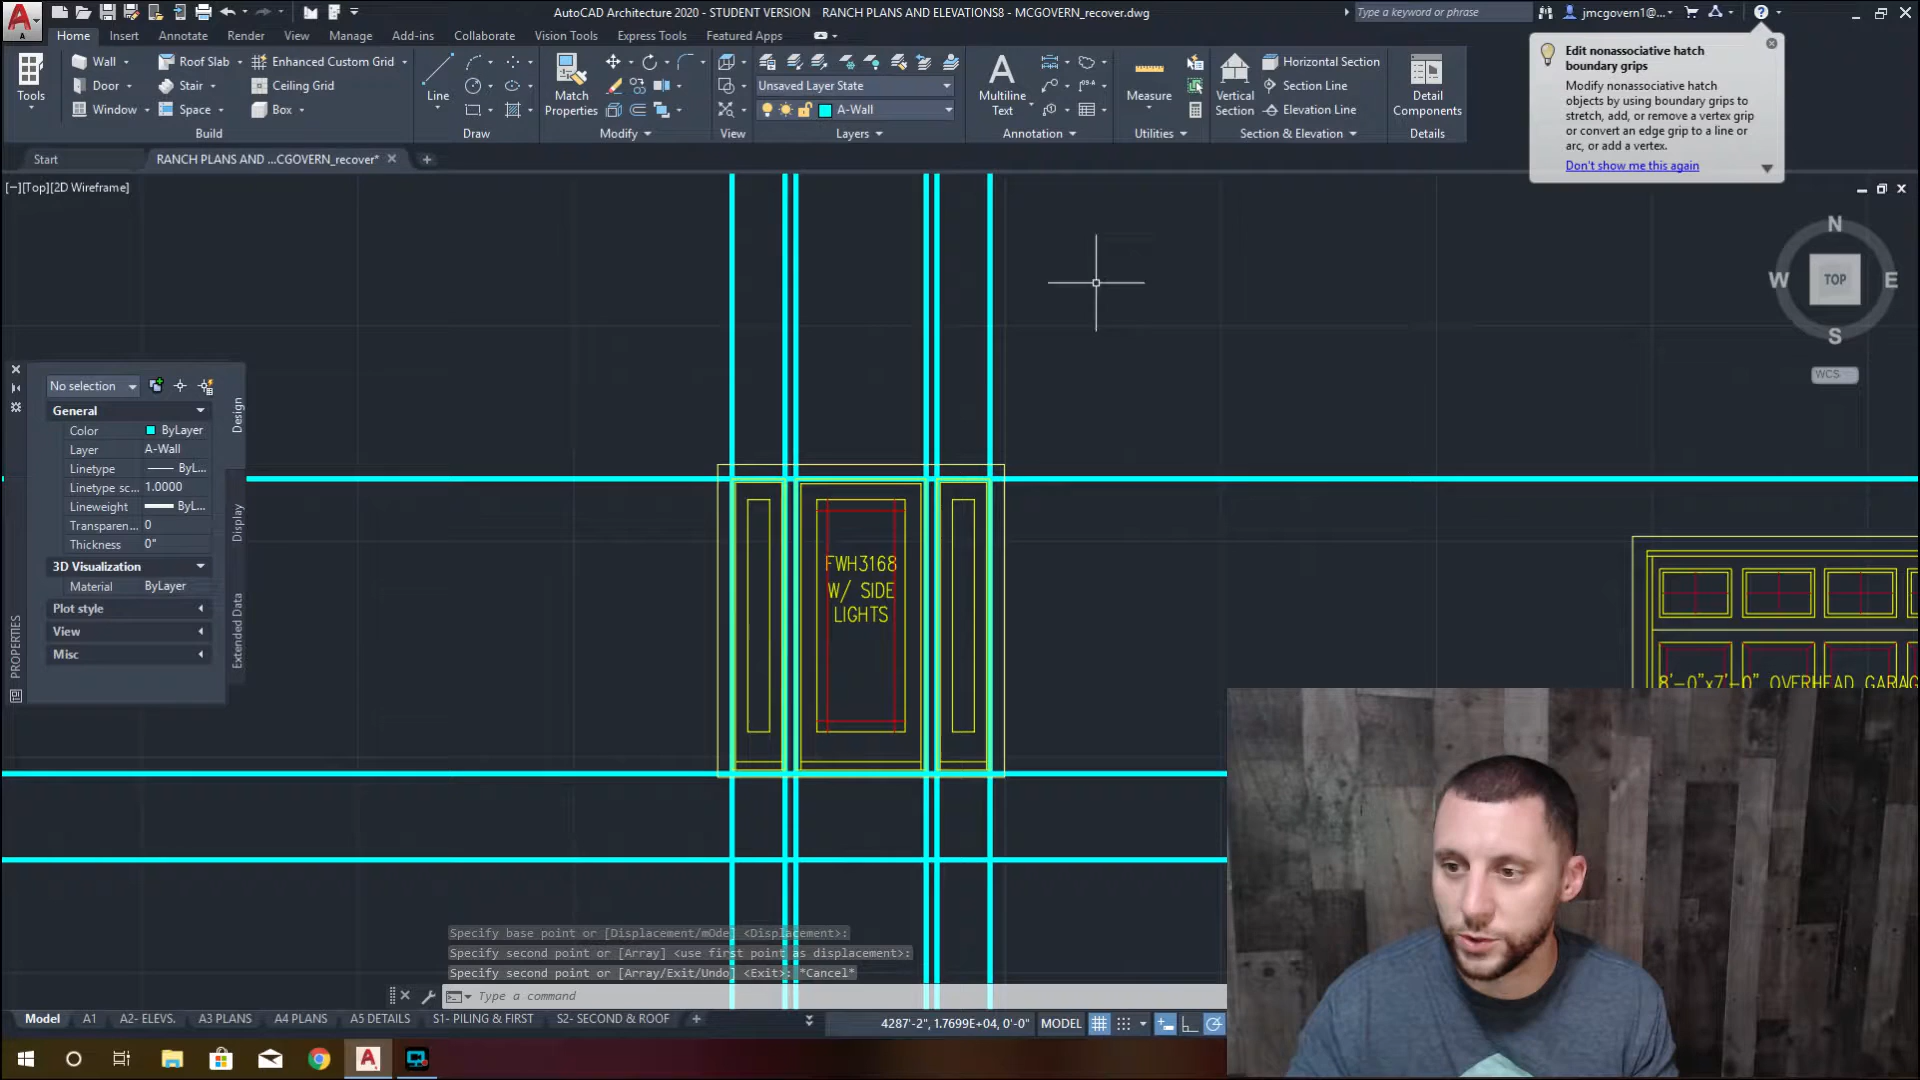 AutoCAD Architecture 2020 - STUDENT VERSION RANCH PLANS AND ELEVATIONS8 - MCGOVERN_recover.dwg
Type a keyword or phrase
jmcgovern1@...
Home Insert Annotate Render View Manage Add-ins Collaborate Vision Tools Express Tools Featured Apps
Tools
Wall
Door
Window
Roof Slab
Stair
Space
Enhanced Custom Grid
Ceiling Grid
Box
Build
Line
Draw
Match
Properties
Modify
View
Unsaved Layer State
A-Wall
Layers
Multiline
Text
Annotation
Measure
Utilities
Vertical
Section
Horizontal Section
Section Line
Elevation Line
Section & Elevation
Detail
Components
Details
Edit nonassociative hatch
boundary grips
Modify nonassociative hatch
objects by using boundary grips to
stretch, add, or remove a vertex grip
or convert an edge grip to a line or
arc, or add a vertex.
Don't show me this again
Start
RANCH PLANS AND ...CGOVERN_recover*
[−][Top][2D Wireframe]
N
W
TOP
E
S
WCS
No selection
General
Color ByLayer
Layer A-Wall
Linetype ByL...
Linetype sc... 1.0000
Lineweight ByL...
Transparen... 0
Thickness 0"
3D Visualization
Material ByLayer
Plot style
View
Misc
Design
Display
Extended Data
PROPERTIES
FWH3168
W/ SIDE
LIGHTS
8'-0"x7'-0" OVERHEAD GARAG
Specify base point or [Displacement/mOde] <Displacement>:
Specify second point or [Array] <use first point as displacement>:
Specify second point or [Array/Exit/Undo] <Exit>: *Cancel*
Type a command
Model A1 A2- ELEVS. A3 PLANS A4 PLANS A5 DETAILS S1- PILING & FIRST S2- SECOND & ROOF
4287'-2", 1.7699E+04, 0'-0" MODEL